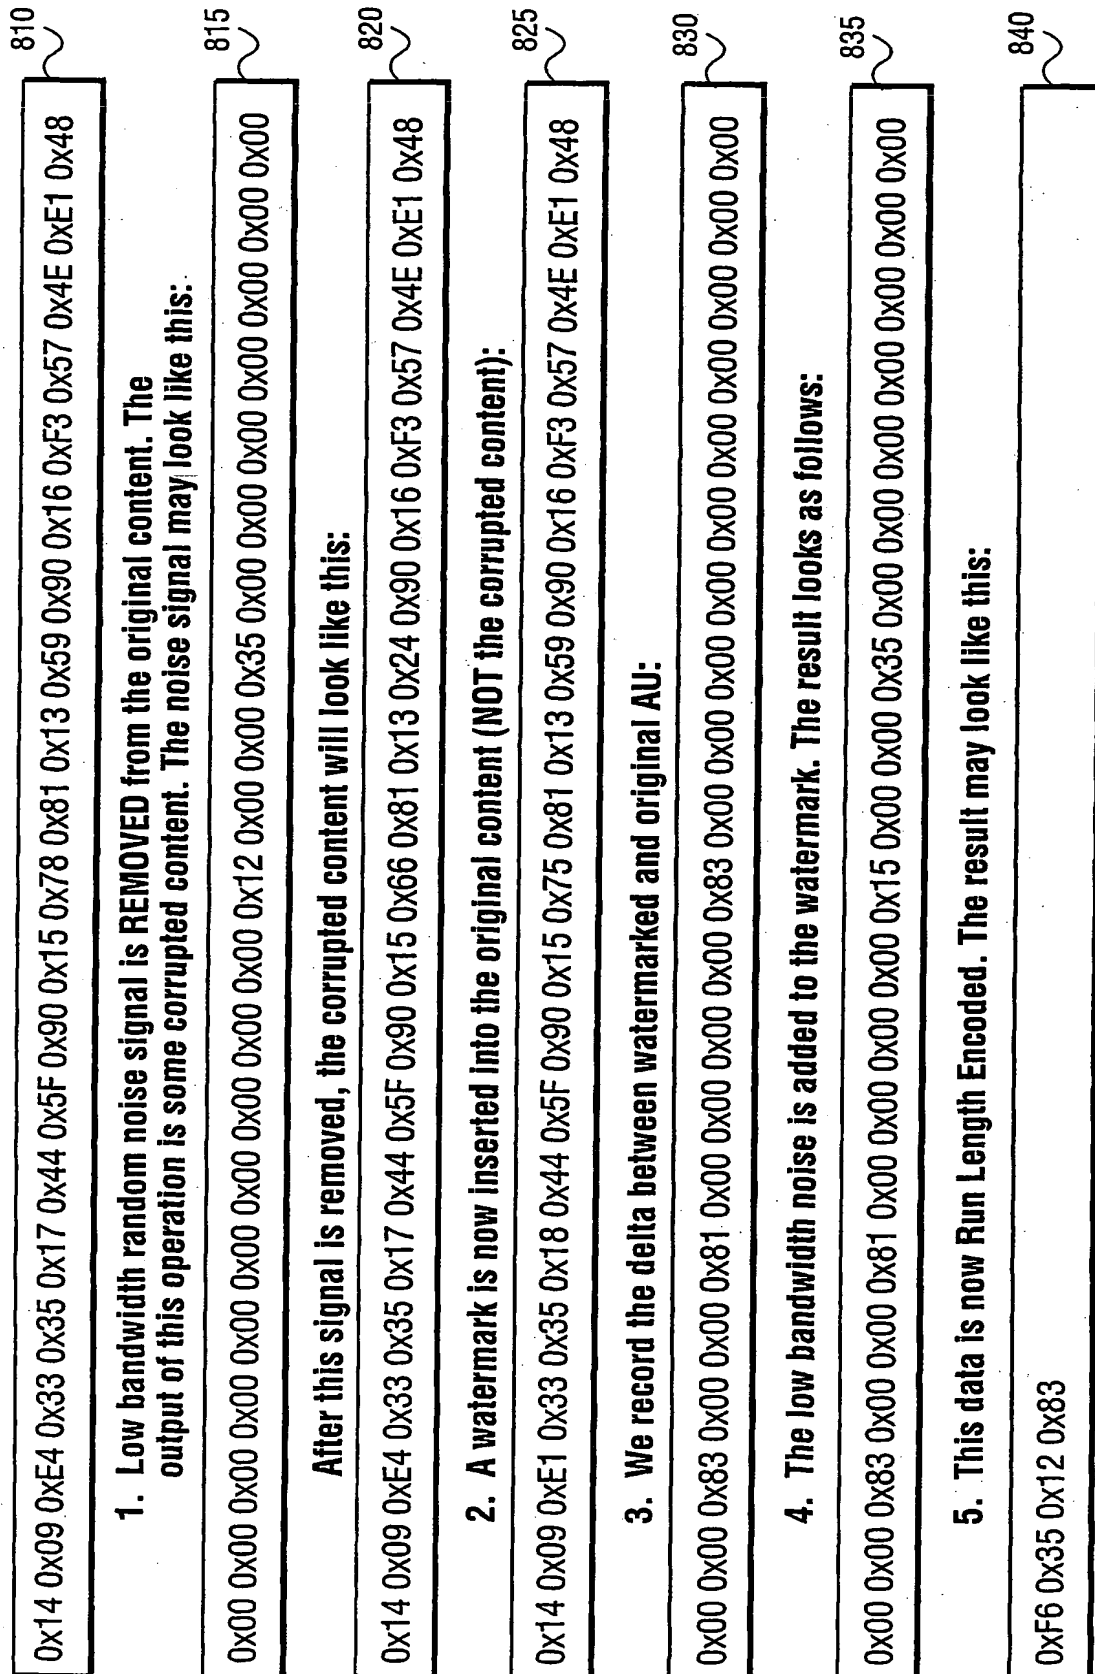 0x14 0x09 0xE4 0x33 0x35 0x17 0x44 0x5F 0x90 0x15 0x78 0x81 0x13 0x59 0x90 0x16 0xF3 0x57 0x4E 0xE1 0x48
810
1. Low bandwidth random noise signal is REMOVED from the original content. The
output of this operation is some corrupted content. The noise signal may look like this:
0x00 0x00 0x00 0x00 0x00 0x00 0x00 0x00 0x00 0x00 0x12 0x00 0x00 0x35 0x00 0x00 0x00 0x00 0x00 0x00 0x00
815
After this signal is removed, the corrupted content will look like this:
0x14 0x09 0xE4 0x33 0x35 0x17 0x44 0x5F 0x90 0x15 0x66 0x81 0x13 0x24 0x90 0x16 0xF3 0x57 0x4E 0xE1 0x48
820
2. A watermark is now inserted into the original content (NOT the corrupted content):
0x14 0x09 0xE1 0x33 0x35 0x18 0x44 0x5F 0x90 0x15 0x75 0x81 0x13 0x59 0x90 0x16 0xF3 0x57 0x4E 0xE1 0x48
825
3. We record the delta between watermarked and original AU:
0x00 0x00 0x83 0x00 0x00 0x81 0x00 0x00 0x00 0x00 0x83 0x00 0x00 0x00 0x00 0x00 0x00 0x00 0x00 0x00 0x00
830
4. The low bandwidth noise is added to the watermark. The result looks as follows:
0x00 0x00 0x83 0x00 0x00 0x81 0x00 0x00 0x00 0x00 0x15 0x00 0x00 0x35 0x00 0x00 0x00 0x00 0x00 0x00 0x00
835
5. This data is now Run Length Encoded. The result may look like this:
0xF6 0x35 0x12 0x83
840